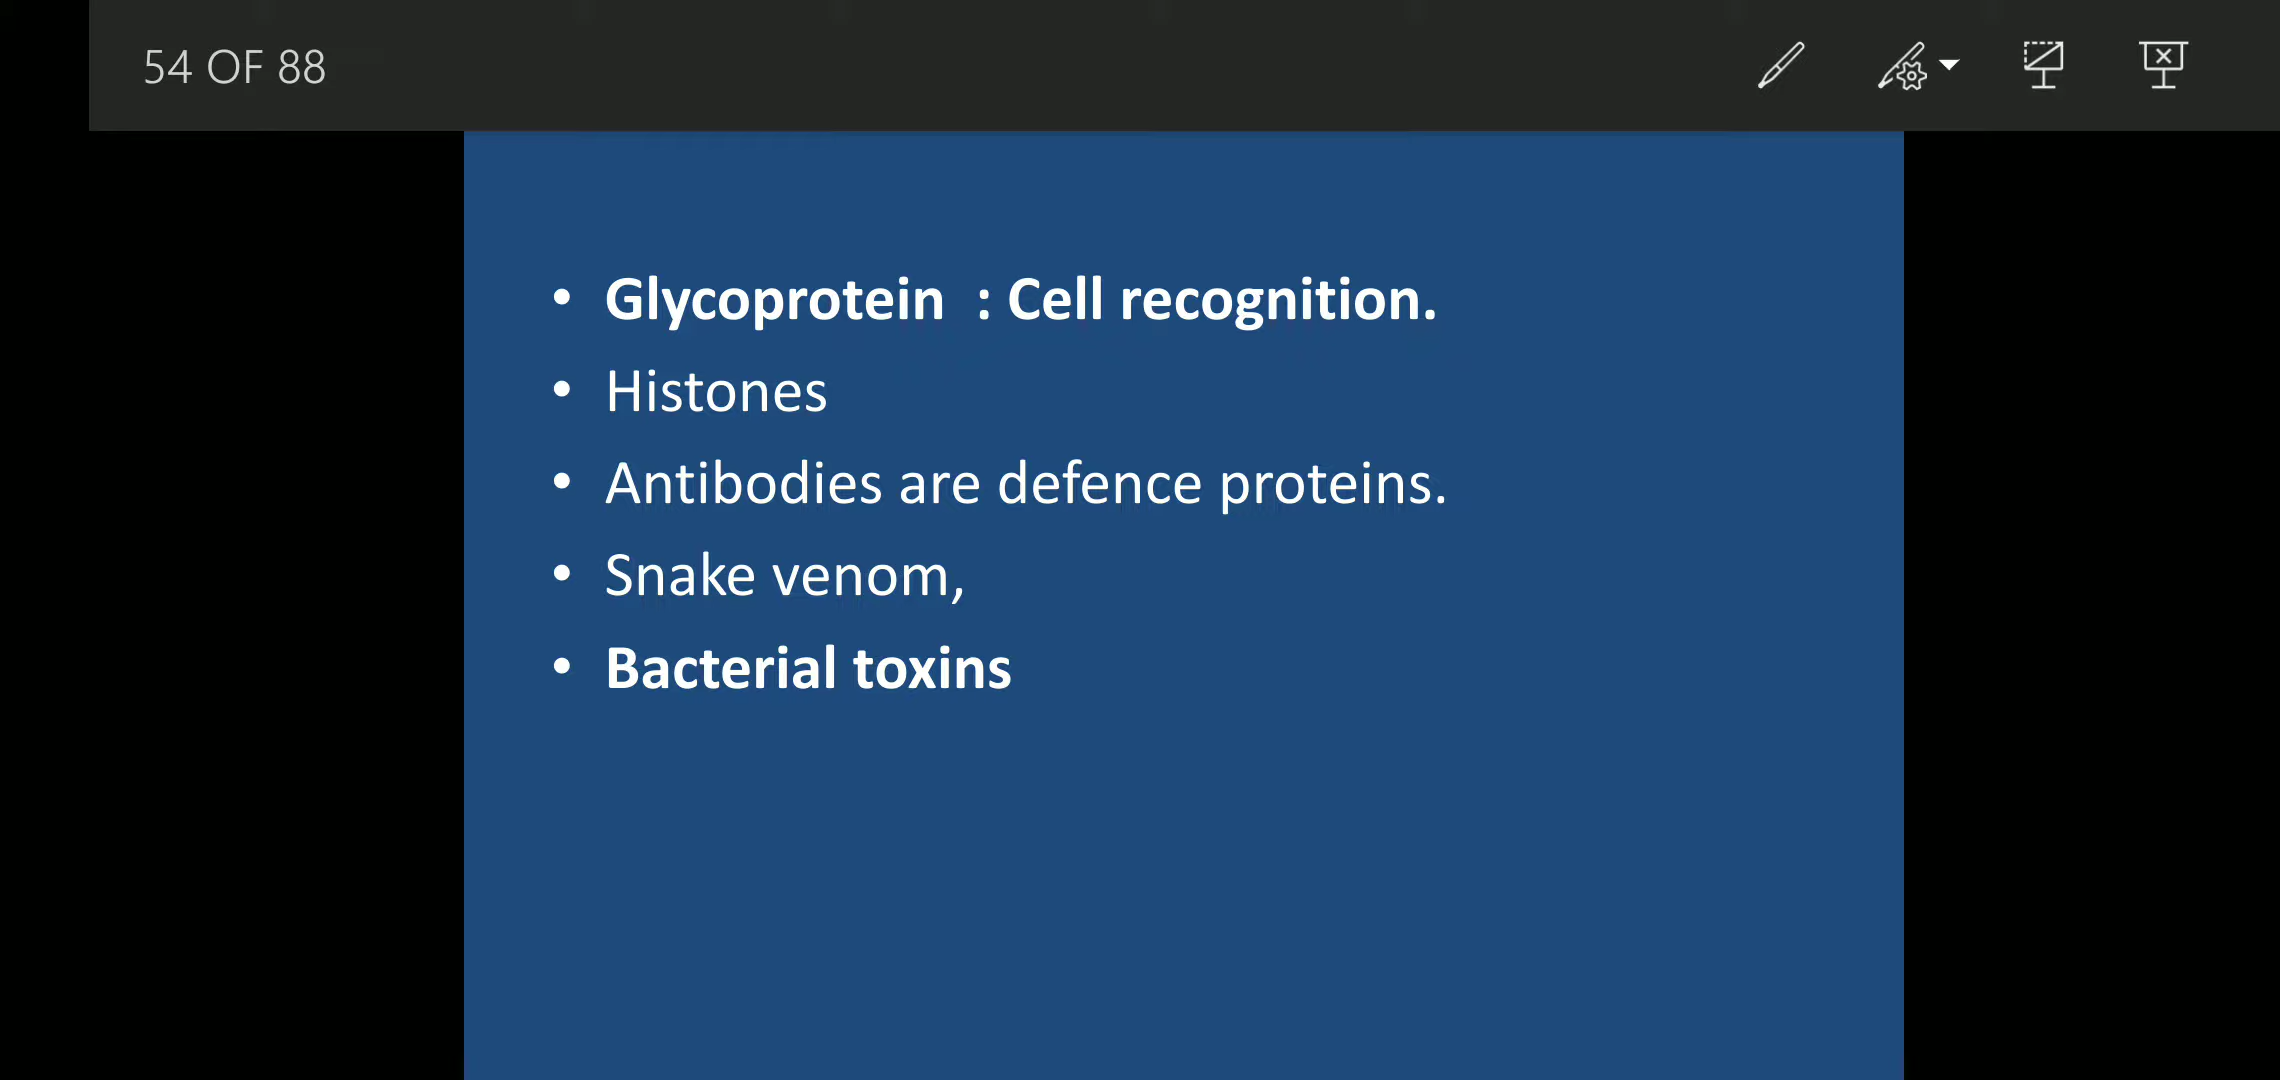 54 OF 88
• Glycoprotein  : Cell recognition.
• Histones
• Antibodies are defence proteins.
• Snake venom,
• Bacterial toxins